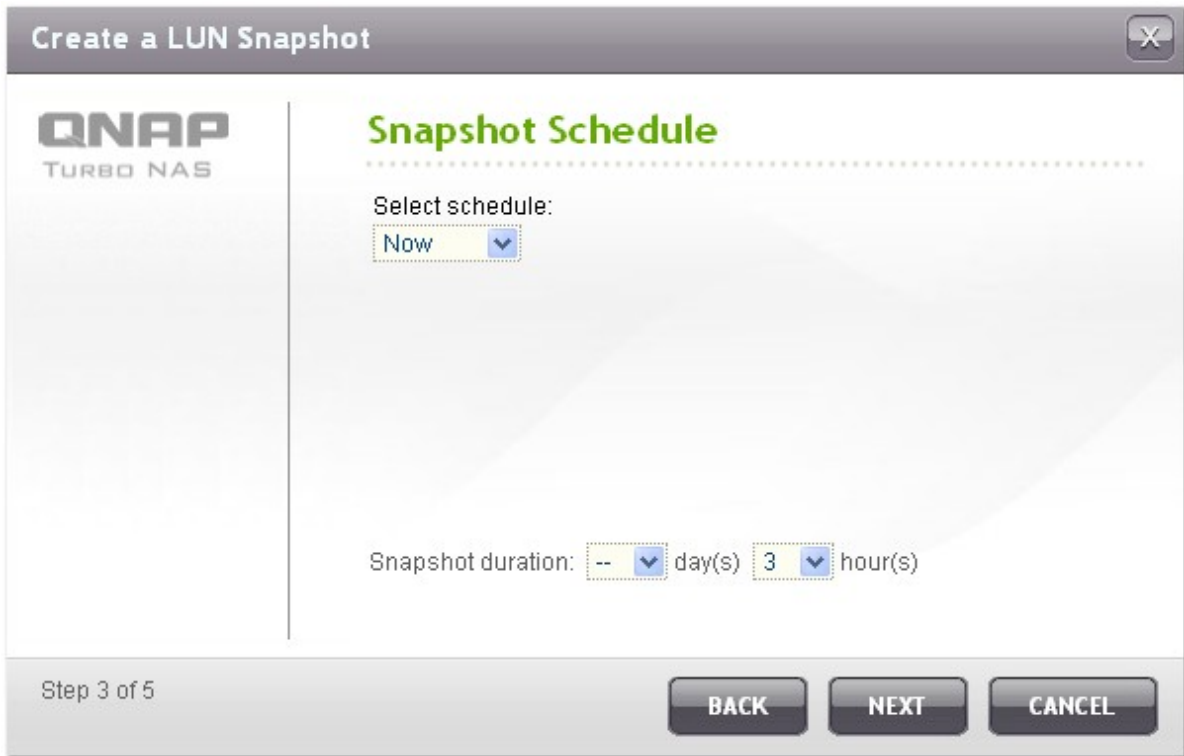 Create a LUN Snapshot X
QNAP
TURBO NAS
Snapshot Schedule
Select schedule:
Now
Snapshot duration: -- day(s) 3 hour(s)
Step 3 of 5
BACK NEXT CANCEL